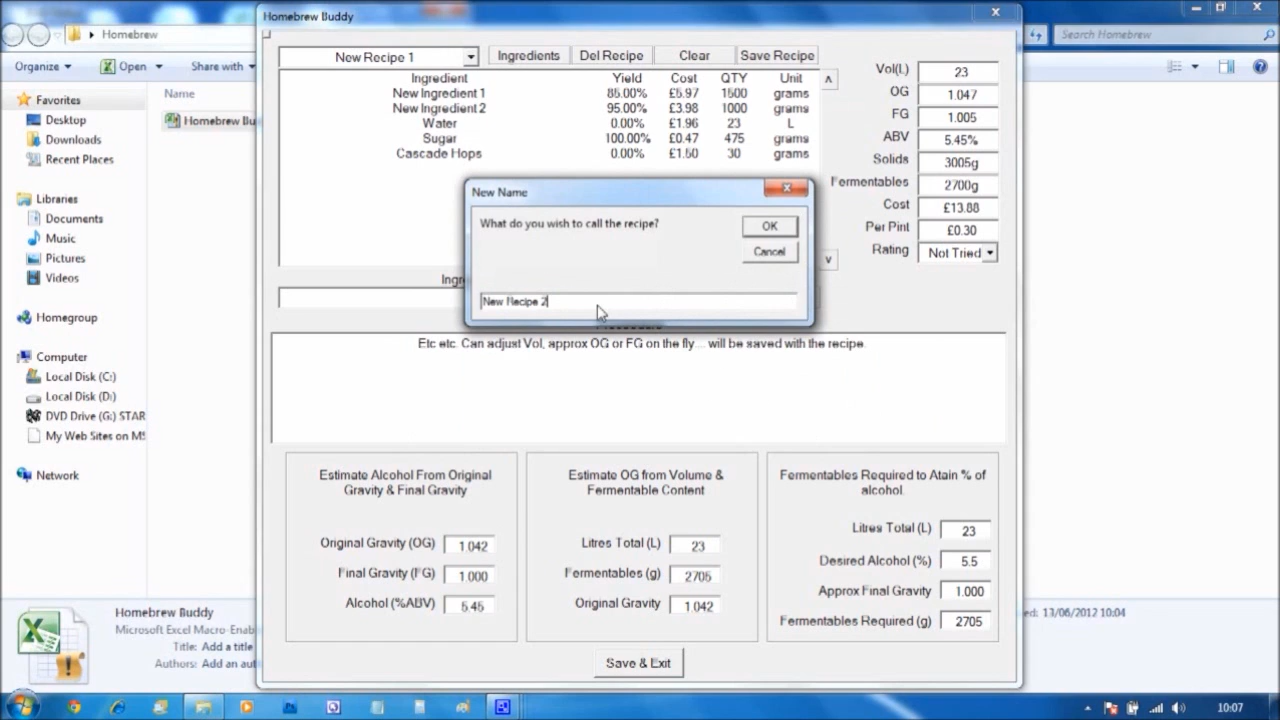 Homebrew Buddy
Homebrew
Search Homebrew
Organize
Open
Share with
New Recipe 1
Ingredients
Del Recipe
Clear
Save Recipe
Name
Homebrew Bu
Ingredient Yield Cost QTY Unit
New Ingredient 1 85.00% £5.97 1500 grams
New Ingredient 2 95.00% £3.98 1000 grams
Water 0.00% £1.96 23 L
Sugar 100.00% £0.47 475 grams
Cascade Hops 0.00% £1.50 30 grams
Vol(L) 23
OG 1.047
FG 1.005
ABV 5.45%
Solids 3005g
Fermentables 2700g
Cost £13.88
Per Pint £0.30
Rating Not Tried
New Name
What do you wish to call the recipe?
OK
Cancel
New Recipe 2
Ingre
Etc etc. Can adjust Vol, approx OG or FG on the fly.... will be saved with the recipe.
Favorites
Desktop
Downloads
Recent Places
Libraries
Documents
Music
Pictures
Videos
Homegroup
Computer
Local Disk (C:)
Local Disk (D:)
DVD Drive (G:) STAR
My Web Sites on MS
Network
Estimate Alcohol From Original
Gravity & Final Gravity
Original Gravity (OG) 1.042
Final Gravity (FG) 1.000
Alcohol (%ABV) 5.45
Estimate OG from Volume &
Fermentable Content
Litres Total (L) 23
Fermentables (g) 2705
Original Gravity 1.042
Fermentables Required to Atain % of
alcohol.
Litres Total (L) 23
Desired Alcohol (%) 5.5
Approx Final Gravity 1.000
Fermentables Required (g) 2705
Save & Exit
Homebrew Buddy
Microsoft Excel Macro-Enab
Title: Add a title
Authors: Add an aut
ed: 13/06/2012 10:04
10:07